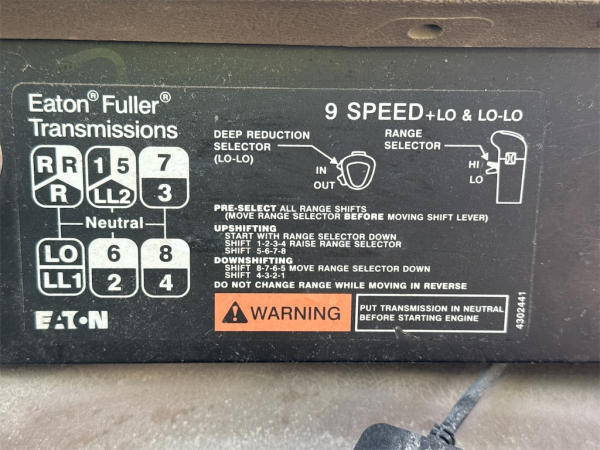 Eaton® Fuller®
Transmissions
9 SPEED +LO & LO-LO
DEEP REDUCTION
SELECTOR
(LO-LO)
IN
OUT
RANGE
SELECTOR
HI
LO
R R 1 5 7
R LL2 3
Neutral
LO 6 8
LL1 2 4
PRE-SELECT ALL RANGE SHIFTS
(MOVE RANGE SELECTOR BEFORE MOVING SHIFT LEVER)
UPSHIFTING
START WITH RANGE SELECTOR DOWN
SHIFT 1-2-3-4 RAISE RANGE SELECTOR
SHIFT 5-6-7-8
DOWNSHIFTING
SHIFT 8-7-6-5 MOVE RANGE SELECTOR DOWN
SHIFT 4-3-2-1
DO NOT CHANGE RANGE WHILE MOVING IN REVERSE
EATON
WARNING
PUT TRANSMISSION IN NEUTRAL
BEFORE STARTING ENGINE
4302441